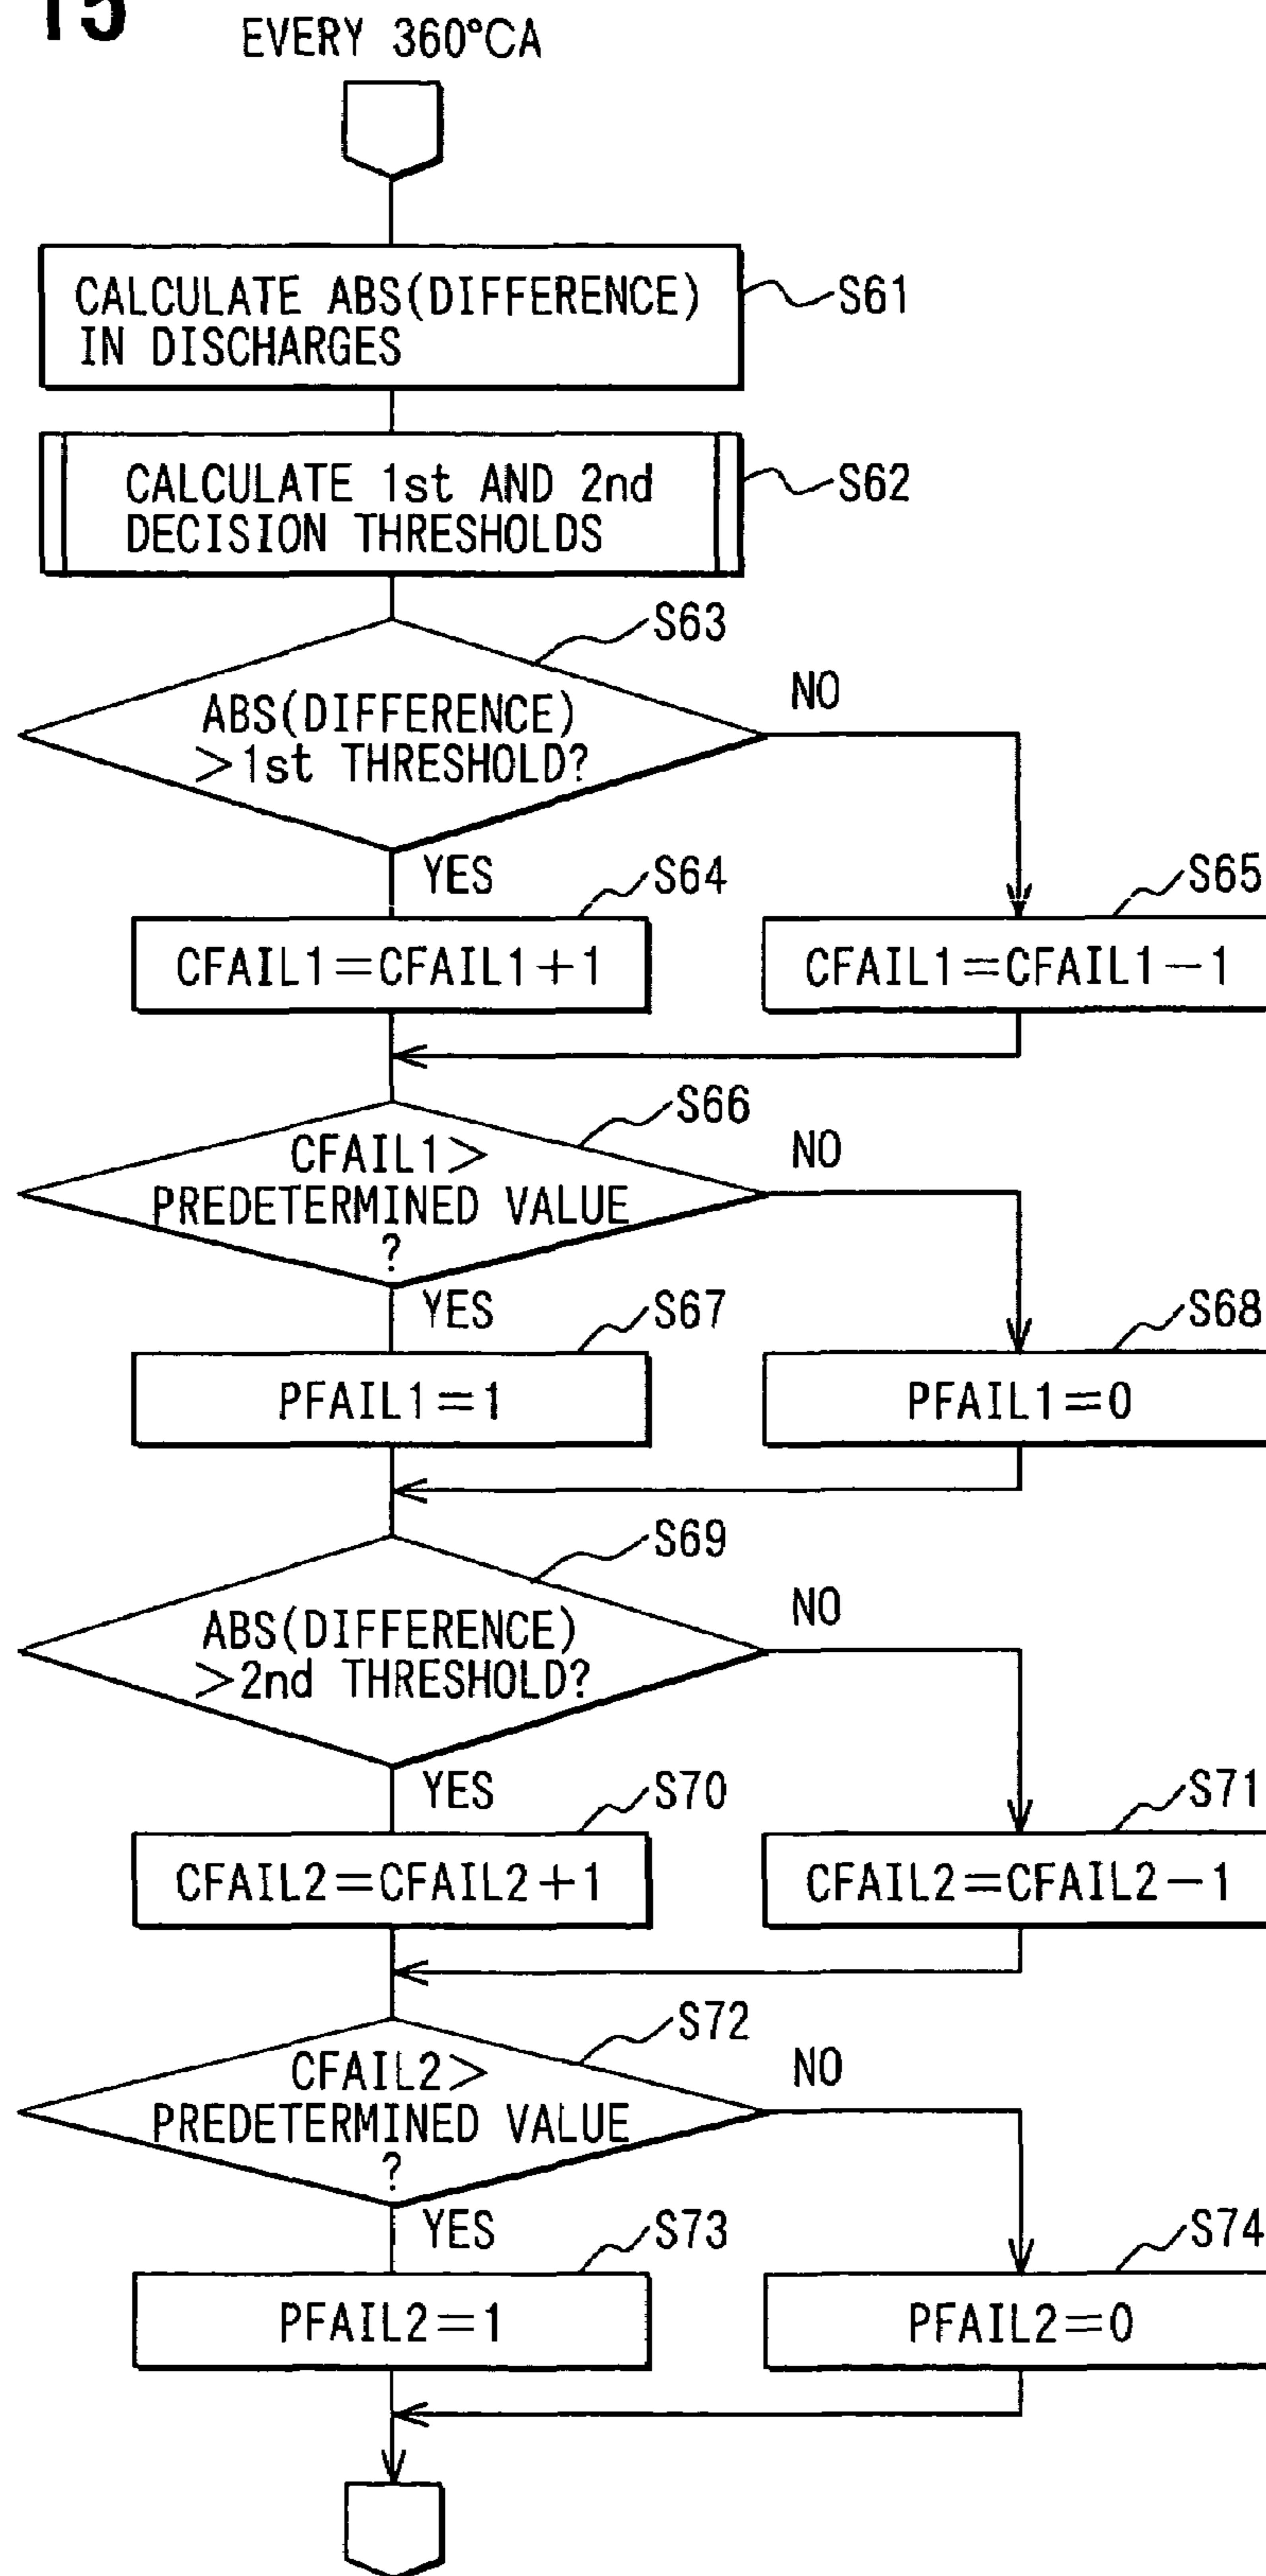 15
EVERY 360°CA
CALCULATE ABS(DIFFERENCE)
IN DISCHARGES
S61
CALCULATE 1st AND 2nd
DECISION THRESHOLDS
S62
S63
ABS(DIFFERENCE)
>1st THRESHOLD?
NO
YES
S64
S65
CFAIL1=CFAIL1+1
CFAIL1=CFAIL1-1
S66
CFAIL1>
PREDETERMINED VALUE
?
NO
YES
S67
S68
PFAIL1=1
PFAIL1=0
S69
ABS(DIFFERENCE)
>2nd THRESHOLD?
NO
YES
S70
S71
CFAIL2=CFAIL2+1
CFAIL2=CFAIL2-1
S72
CFAIL2>
PREDETERMINED VALUE
?
NO
YES
S73
S74
PFAIL2=1
PFAIL2=0